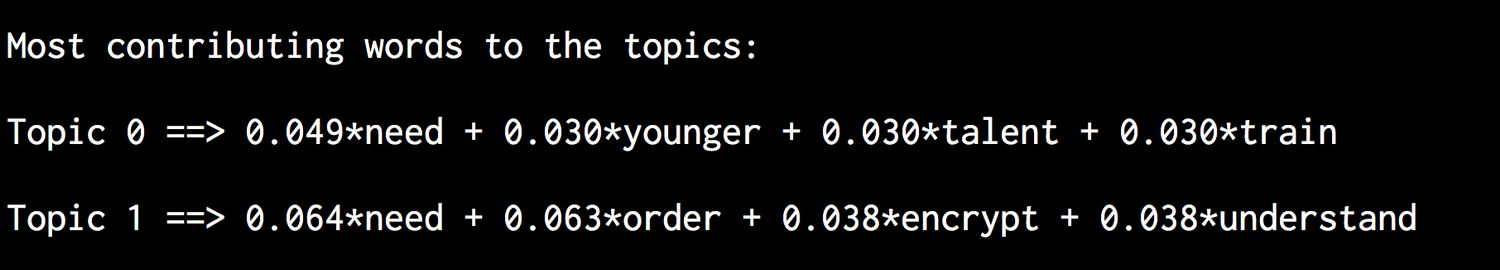 Most contributing words to the topics:
Topic 0 ==> 0.049*need + 0.030*younger + 0.030*talent + 0.030*train
Topic 1 ==> 0.064*need + 0.063*order + 0.038*encrypt + 0.038*understand